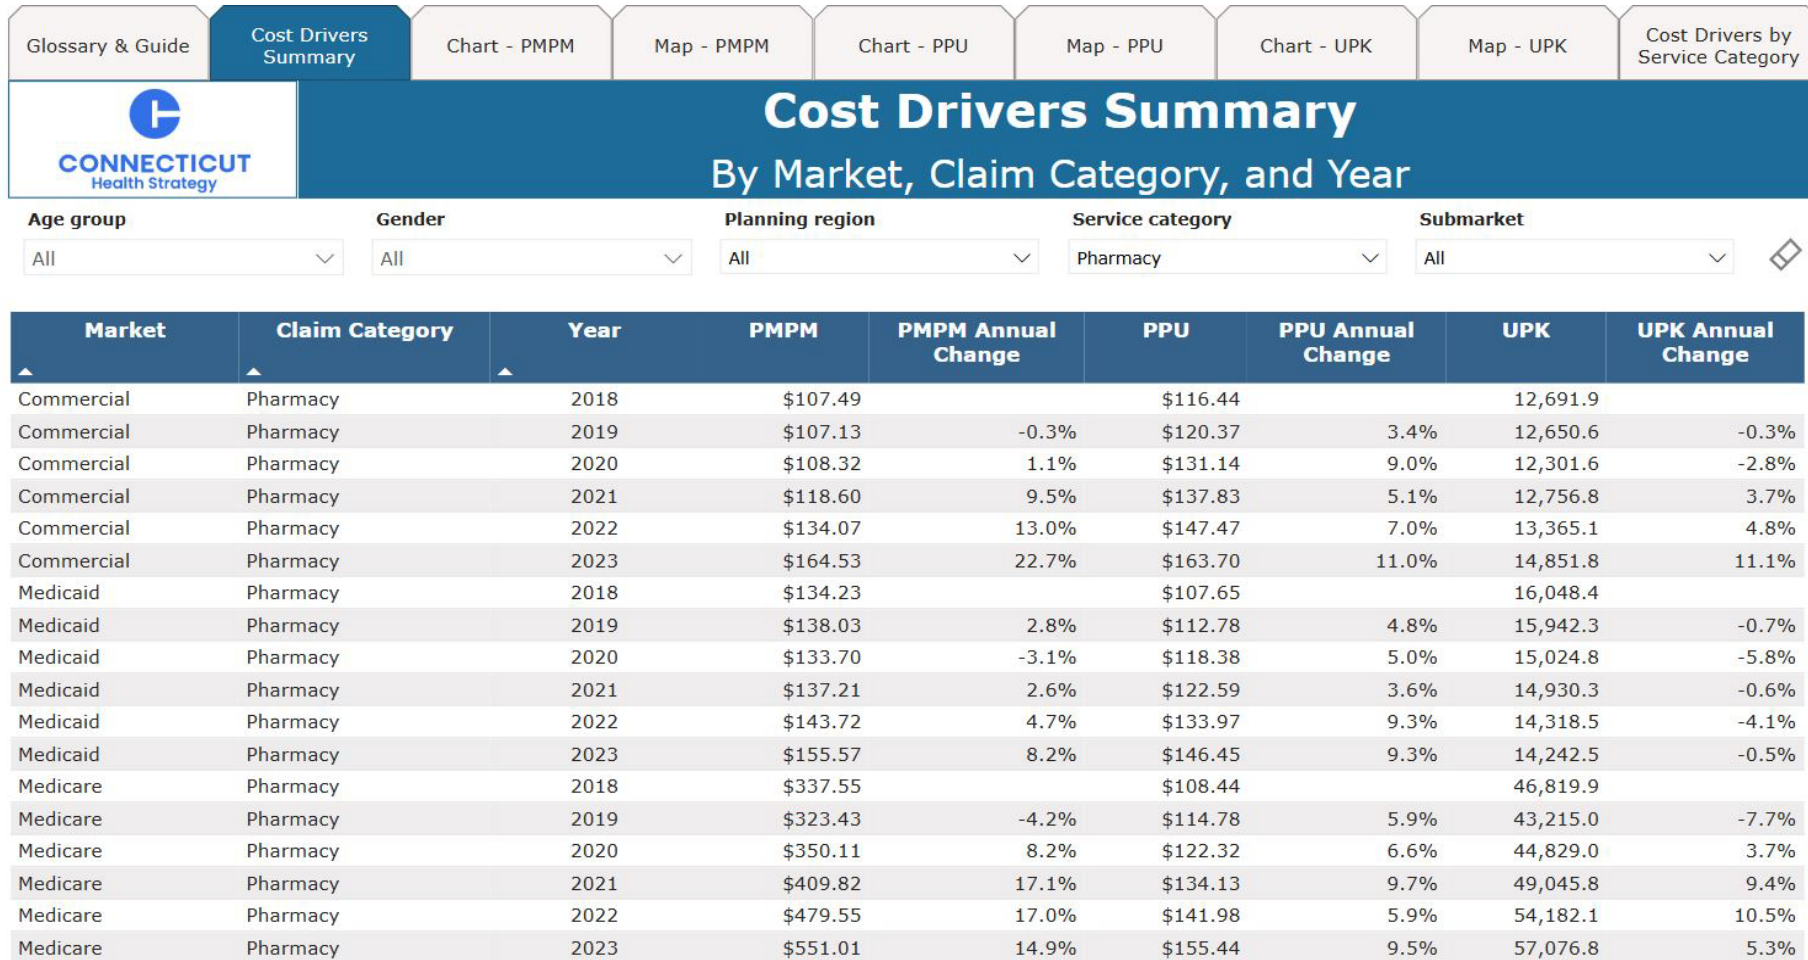 Glossary & Guide
Cost Drivers
Summary
Chart - PMPM
Map - PMPM
Chart - PPU
Map - PPU
Chart - UPK
Map - UPK
Cost Drivers by
Service Category
CONNECTICUT
Health Strategy
Cost Drivers Summary
By Market, Claim Category, and Year
Age group Gender Planning region Service category Submarket
All All All Pharmacy All
Market Claim Category Year PMPM PMPM Annual Change PPU PPU Annual Change UPK UPK Annual Change
Commercial Pharmacy 2018 $107.49 $116.44 12,691.9
Commercial Pharmacy 2019 $107.13 -0.3% $120.37 3.4% 12,650.6 -0.3%
Commercial Pharmacy 2020 $108.32 1.1% $131.14 9.0% 12,301.6 -2.8%
Commercial Pharmacy 2021 $118.60 9.5% $137.83 5.1% 12,756.8 3.7%
Commercial Pharmacy 2022 $134.07 13.0% $147.47 7.0% 13,365.1 4.8%
Commercial Pharmacy 2023 $164.53 22.7% $163.70 11.0% 14,851.8 11.1%
Medicaid Pharmacy 2018 $134.23 $107.65 16,048.4
Medicaid Pharmacy 2019 $138.03 2.8% $112.78 4.8% 15,942.3 -0.7%
Medicaid Pharmacy 2020 $133.70 -3.1% $118.38 5.0% 15,024.8 -5.8%
Medicaid Pharmacy 2021 $137.21 2.6% $122.59 3.6% 14,930.3 -0.6%
Medicaid Pharmacy 2022 $143.72 4.7% $133.97 9.3% 14,318.5 -4.1%
Medicaid Pharmacy 2023 $155.57 8.2% $146.45 9.3% 14,242.5 -0.5%
Medicare Pharmacy 2018 $337.55 $108.44 46,819.9
Medicare Pharmacy 2019 $323.43 -4.2% $114.78 5.9% 43,215.0 -7.7%
Medicare Pharmacy 2020 $350.11 8.2% $122.32 6.6% 44,829.0 3.7%
Medicare Pharmacy 2021 $409.82 17.1% $134.13 9.7% 49,045.8 9.4%
Medicare Pharmacy 2022 $479.55 17.0% $141.98 5.9% 54,182.1 10.5%
Medicare Pharmacy 2023 $551.01 14.9% $155.44 9.5% 57,076.8 5.3%